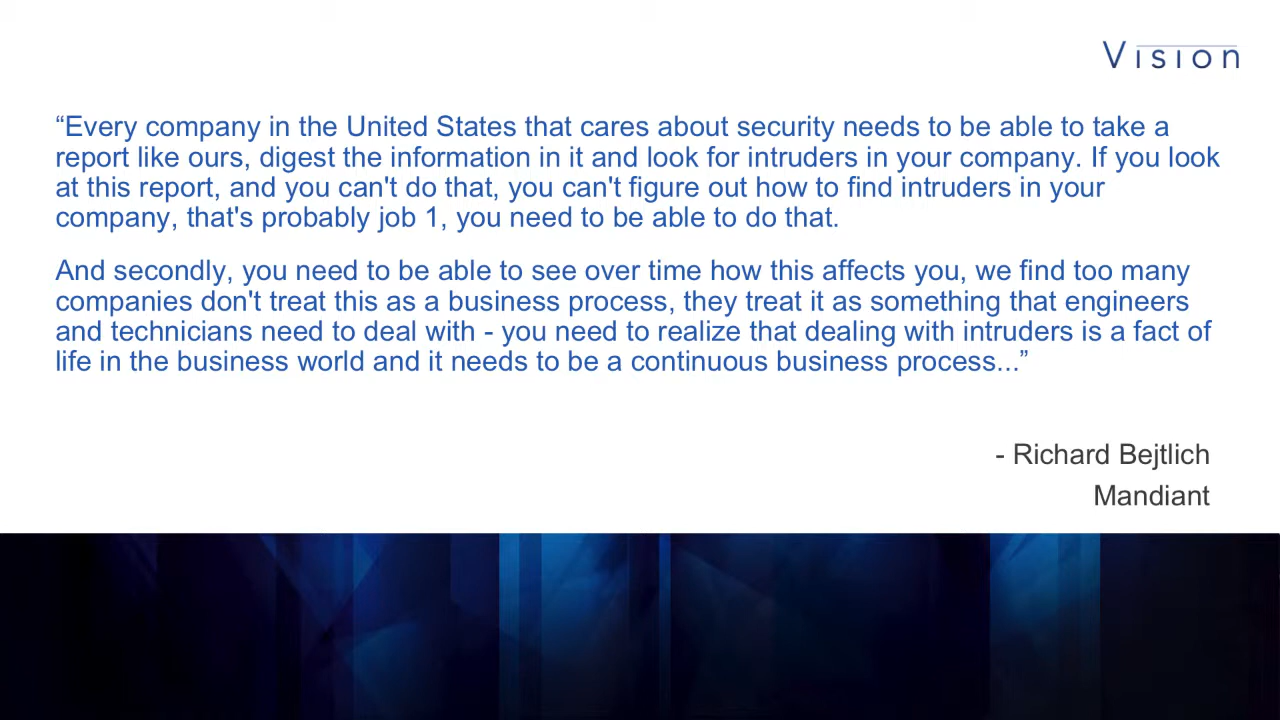 Vision
“Every company in the United States that cares about security needs to be able to take a
report like ours, digest the information in it and look for intruders in your company. If you look
at this report, and you can't do that, you can't figure out how to find intruders in your
company, that's probably job 1, you need to be able to do that.
And secondly, you need to be able to see over time how this affects you, we find too many
companies don't treat this as a business process, they treat it as something that engineers
and technicians need to deal with - you need to realize that dealing with intruders is a fact of
life in the business world and it needs to be a continuous business process...”
- Richard Bejtlich
Mandiant